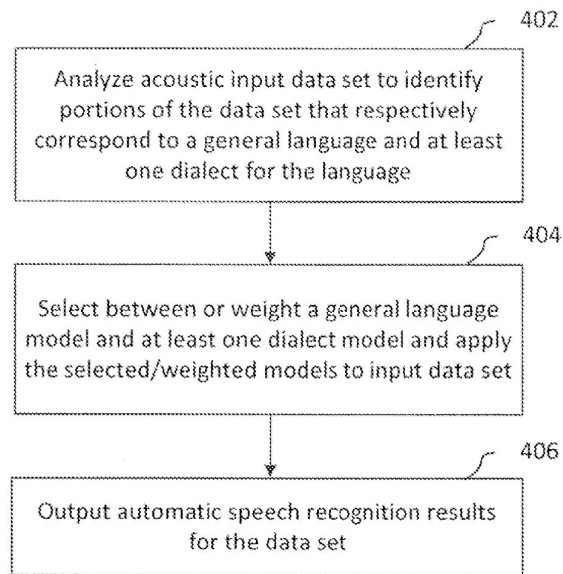 402
Analyze acoustic input data set to identify
portions of the data set that respectively
correspond to a general language and at least
one dialect for the language
404
Select between or weight a general language
model and at least one dialect model and apply
the selected/weighted models to input data set
406
Output automatic speech recognition results
for the data set